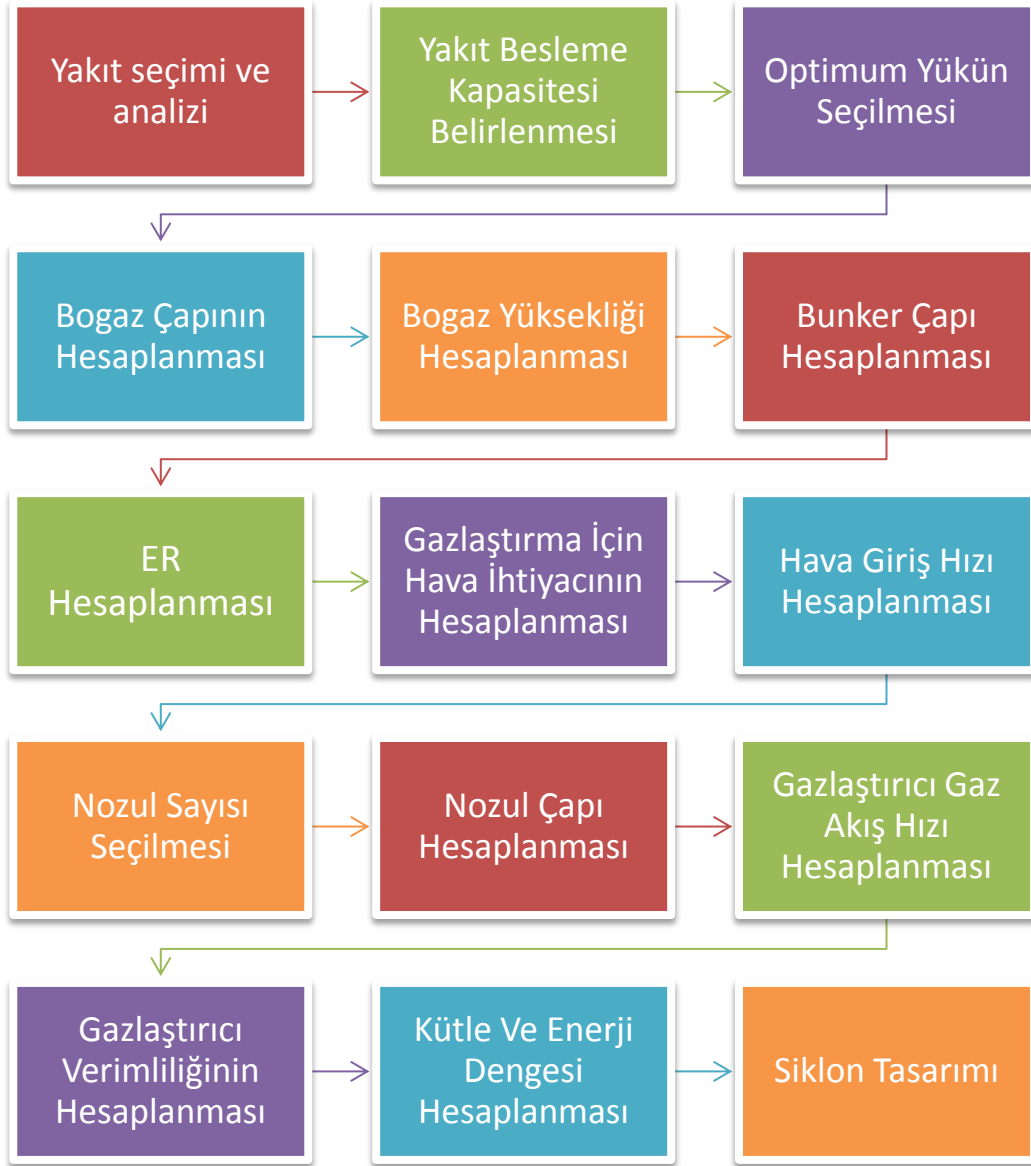 Yakıt seçimi ve
analizi
Yakıt Besleme
Kapasitesi
Belirlenmesi
Optimum Yükün
Seçilmesi
Bogaz Çapının
Hesaplanması
Bogaz Yüksekliği
Hesaplanması
Bunker Çapı
Hesaplanması
ER
Hesaplanması
Gazlaştırma İçin
Hava İhtiyacının
Hesaplanması
Hava Giriş Hızı
Hesaplanması
Nozul Sayısı
Seçilmesi
Nozul Çapı
Hesaplanması
Gazlaştırıcı Gaz
Akış Hızı
Hesaplanması
Gazlaştırıcı
Verimliliğinin
Hesaplanması
Kütle Ve Enerji
Dengesi
Hesaplanması
Siklon Tasarımı